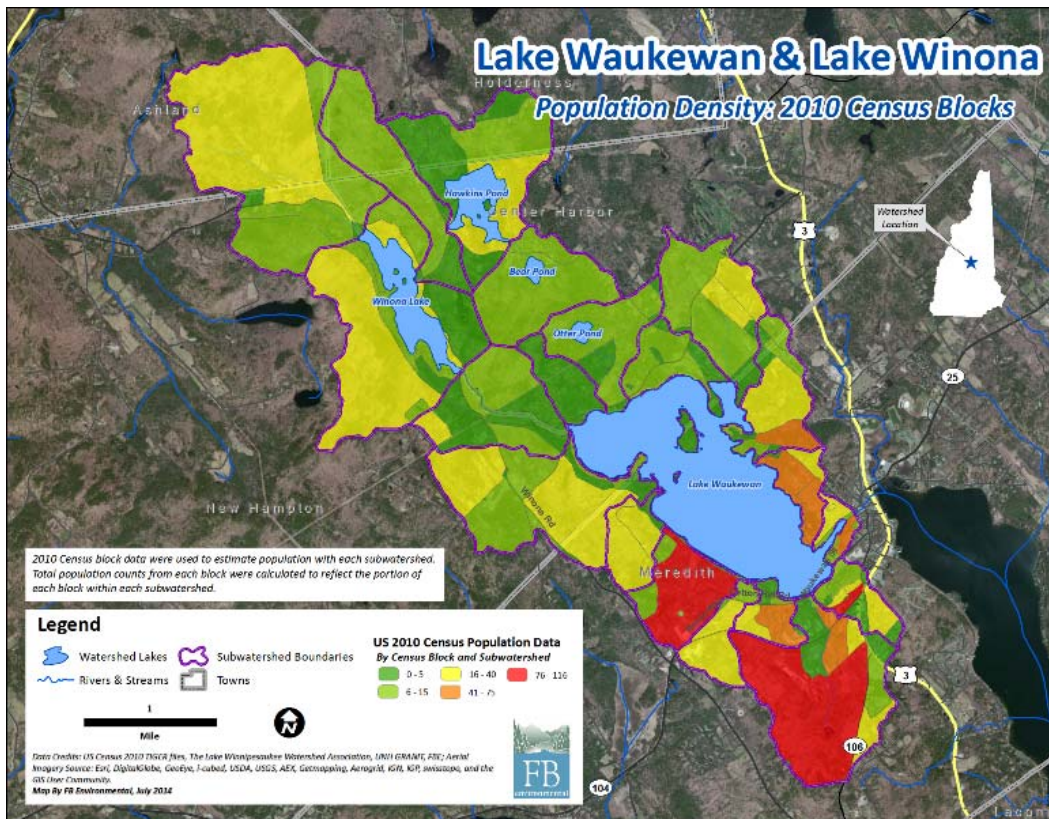 Lake Waukewan & Lake Winona
Population Density: 2010 Census Blocks
Holderness
Ashland
Hawkins Pond
Center Harbor
3
Watershed
Location
Bear Pond
Winona Lake
Otter Pond
25
Lake Waukewan
Winona Rd
New Hampton
Meredith
Waukewan
3
106
104
2010 Census block data were used to estimate population with each subwatershed.
Total population counts from each block were calculated to reflect the portion of
each block within each subwatershed.
Legend
Watershed Lakes
Subwatershed Boundaries
Rivers & Streams
Towns
US 2010 Census Population Data
By Census Block and Subwatershed
0 - 5
16 - 40
76 - 116
6 - 15
41 - 75
1
Mile
N
FB
environmental
Data Credits: US Census 2010 TIGER files, The Lake Winnipesaukee Watershed Association, UNH GRANIT, FBE; Aerial
Imagery Source: Esri, DigitalGlobe, GeoEye, i-cubed, USDA, USGS, AEX, Getmapping, Aerogrid, IGN, IGP, swisstopo, and the
GIS User Community.
Map By FB Environmental, July 2014